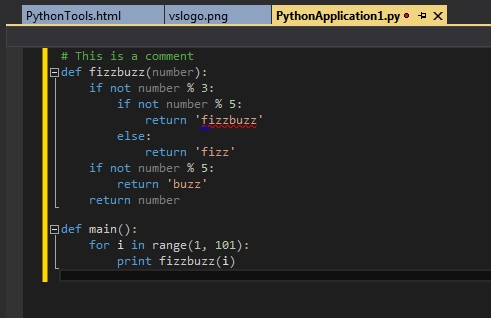 PythonTools.html vslogo.png PythonApplication1.py
# This is a comment
def fizzbuzz(number):
    if not number % 3:
        if not number % 5:
            return 'fizzbuzz'
        else:
            return 'fizz'
    if not number % 5:
        return 'buzz'
    return number
def main():
    for i in range(1, 101):
        print fizzbuzz(i)